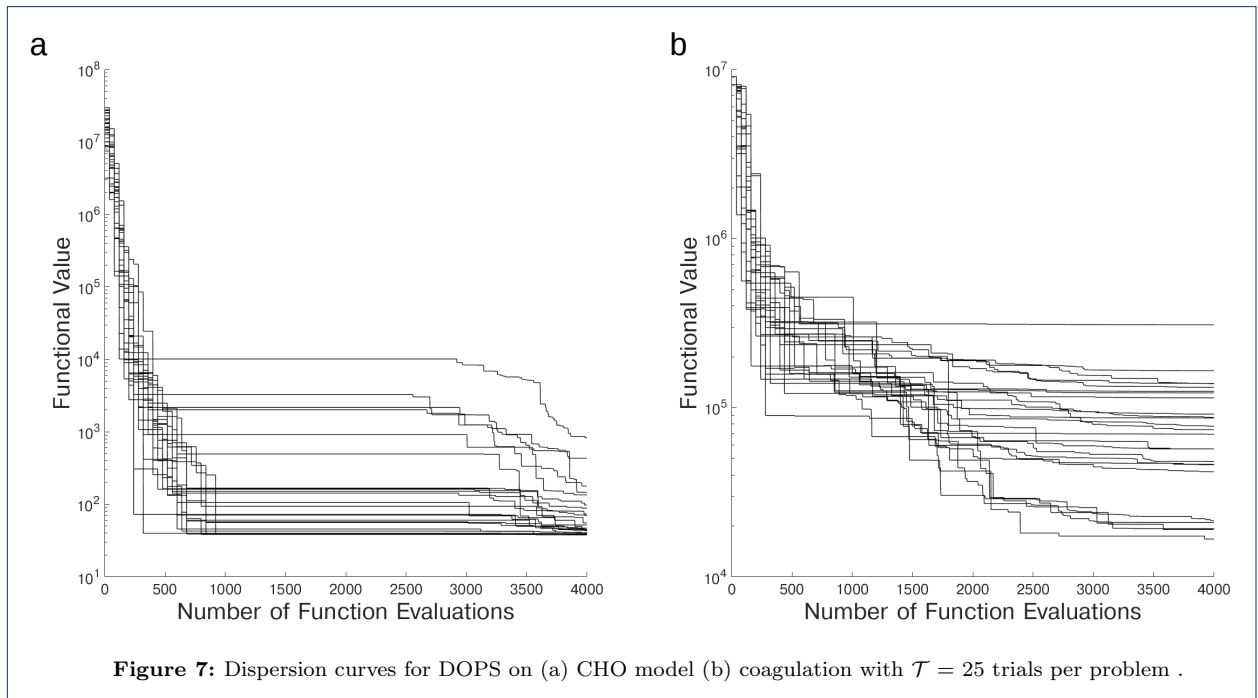 a
10^8
10^7
10^6
10^5
10^4
10^3
10^2
10^1
Functional Value
0 500 1000 1500 2000 2500 3000 3500 4000
Number of Function Evaluations
b
10^7
10^6
10^5
10^4
Functional Value
0 500 1000 1500 2000 2500 3000 3500 4000
Number of Function Evaluations
Figure 7: Dispersion curves for DOPS on (a) CHO model (b) coagulation with 𝒯 = 25 trials per problem .